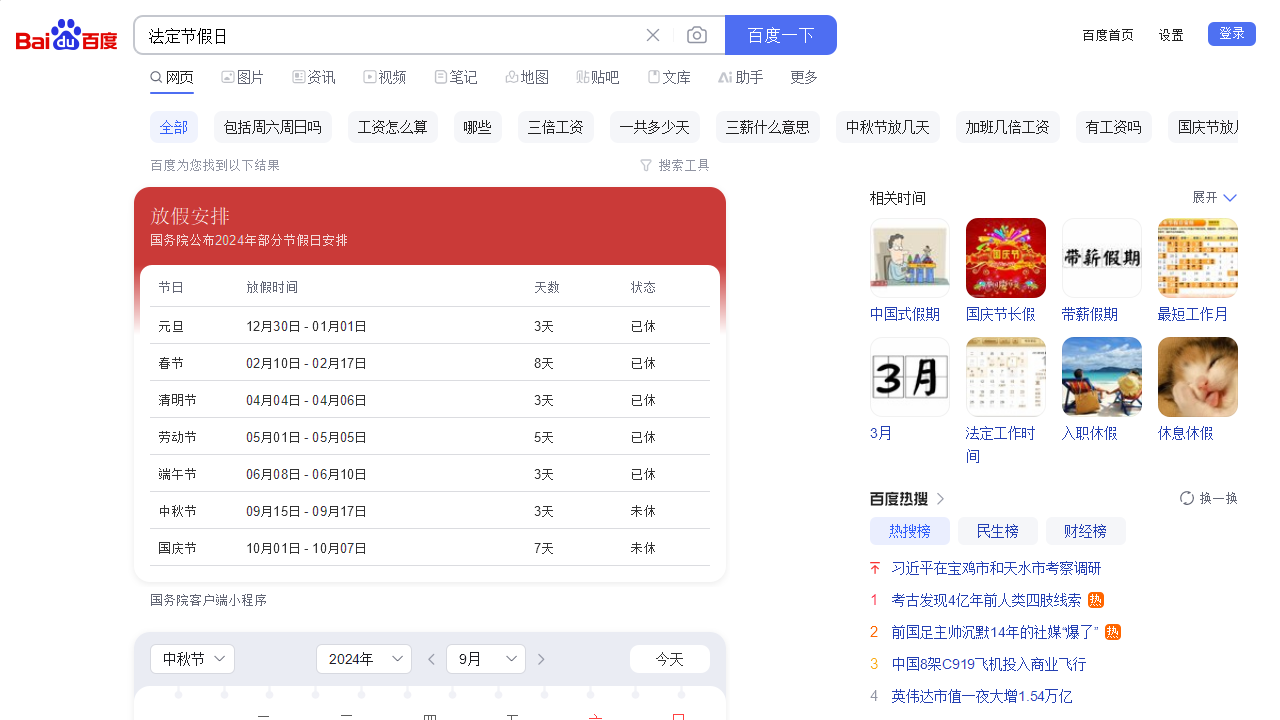 Bai du 百度
法定节假日
百度一下
百度首页 设置 登录
网页 图片 资讯 视频 笔记 地图 贴吧 文库 Ai助手 更多
全部 包括周六周日吗 工资怎么算 哪些 三倍工资 一共多少天 三薪什么意思 中秋节放几天 加班几倍工资 有工资吗 国庆节放
百度为您找到以下结果 搜索工具
放假安排
国务院公布2024年部分节假日安排
节日 放假时间 天数 状态
元旦 12月30日 - 01月01日 3天 已休
春节 02月10日 - 02月17日 8天 已休
清明节 04月04日 - 04月06日 3天 已休
劳动节 05月01日 - 05月05日 5天 已休
端午节 06月08日 - 06月10日 3天 已休
中秋节 09月15日 - 09月17日 3天 未休
国庆节 10月01日 - 10月07日 7天 未休
国务院客户端小程序
中秋节 2024年 9月 今天
相关时间 展开
国庆节
带薪假期
中国式假期 国庆节长假 带薪假期 最短工作月
3月
3月 法定工作时间 入职休假 休息休假
百度热搜 换一换
热搜榜 民生榜 财经榜
习近平在宝鸡市和天水市考察调研
1 考古发现4亿年前人类四肢线索 热
2 前国足主帅沉默14年的社媒“爆了” 热
3 中国8架C919飞机投入商业飞行
4 英伟达市值一夜大增1.54万亿